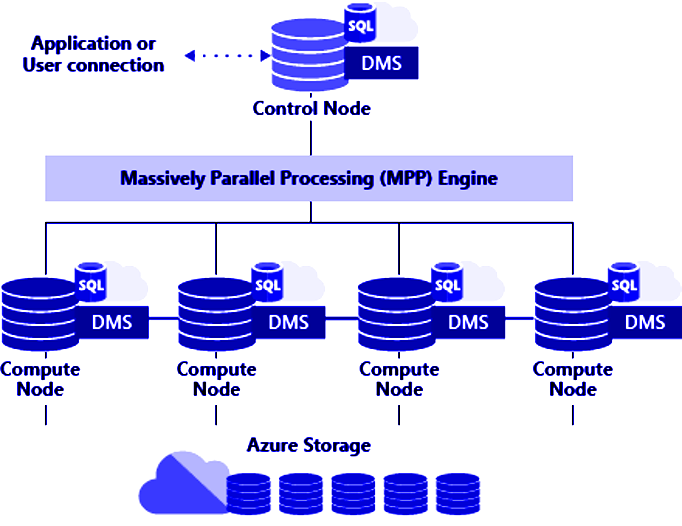 SQL
Application or
User connection
DMS
Control Node
Massively Parallel Processing (MPP) Engine
SQL SQL SQL SQL
DMS DMS DMS DMS
Compute Compute Compute Compute
Node Node Node Node
Azure Storage